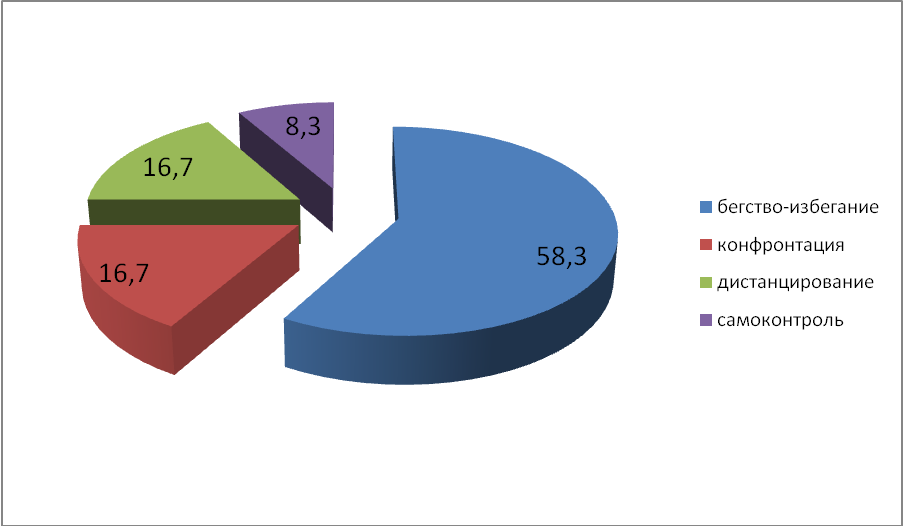 8,3
16,7
58,3
16,7
бегство-избегание
конфронтация
дистанцирование
самоконтроль